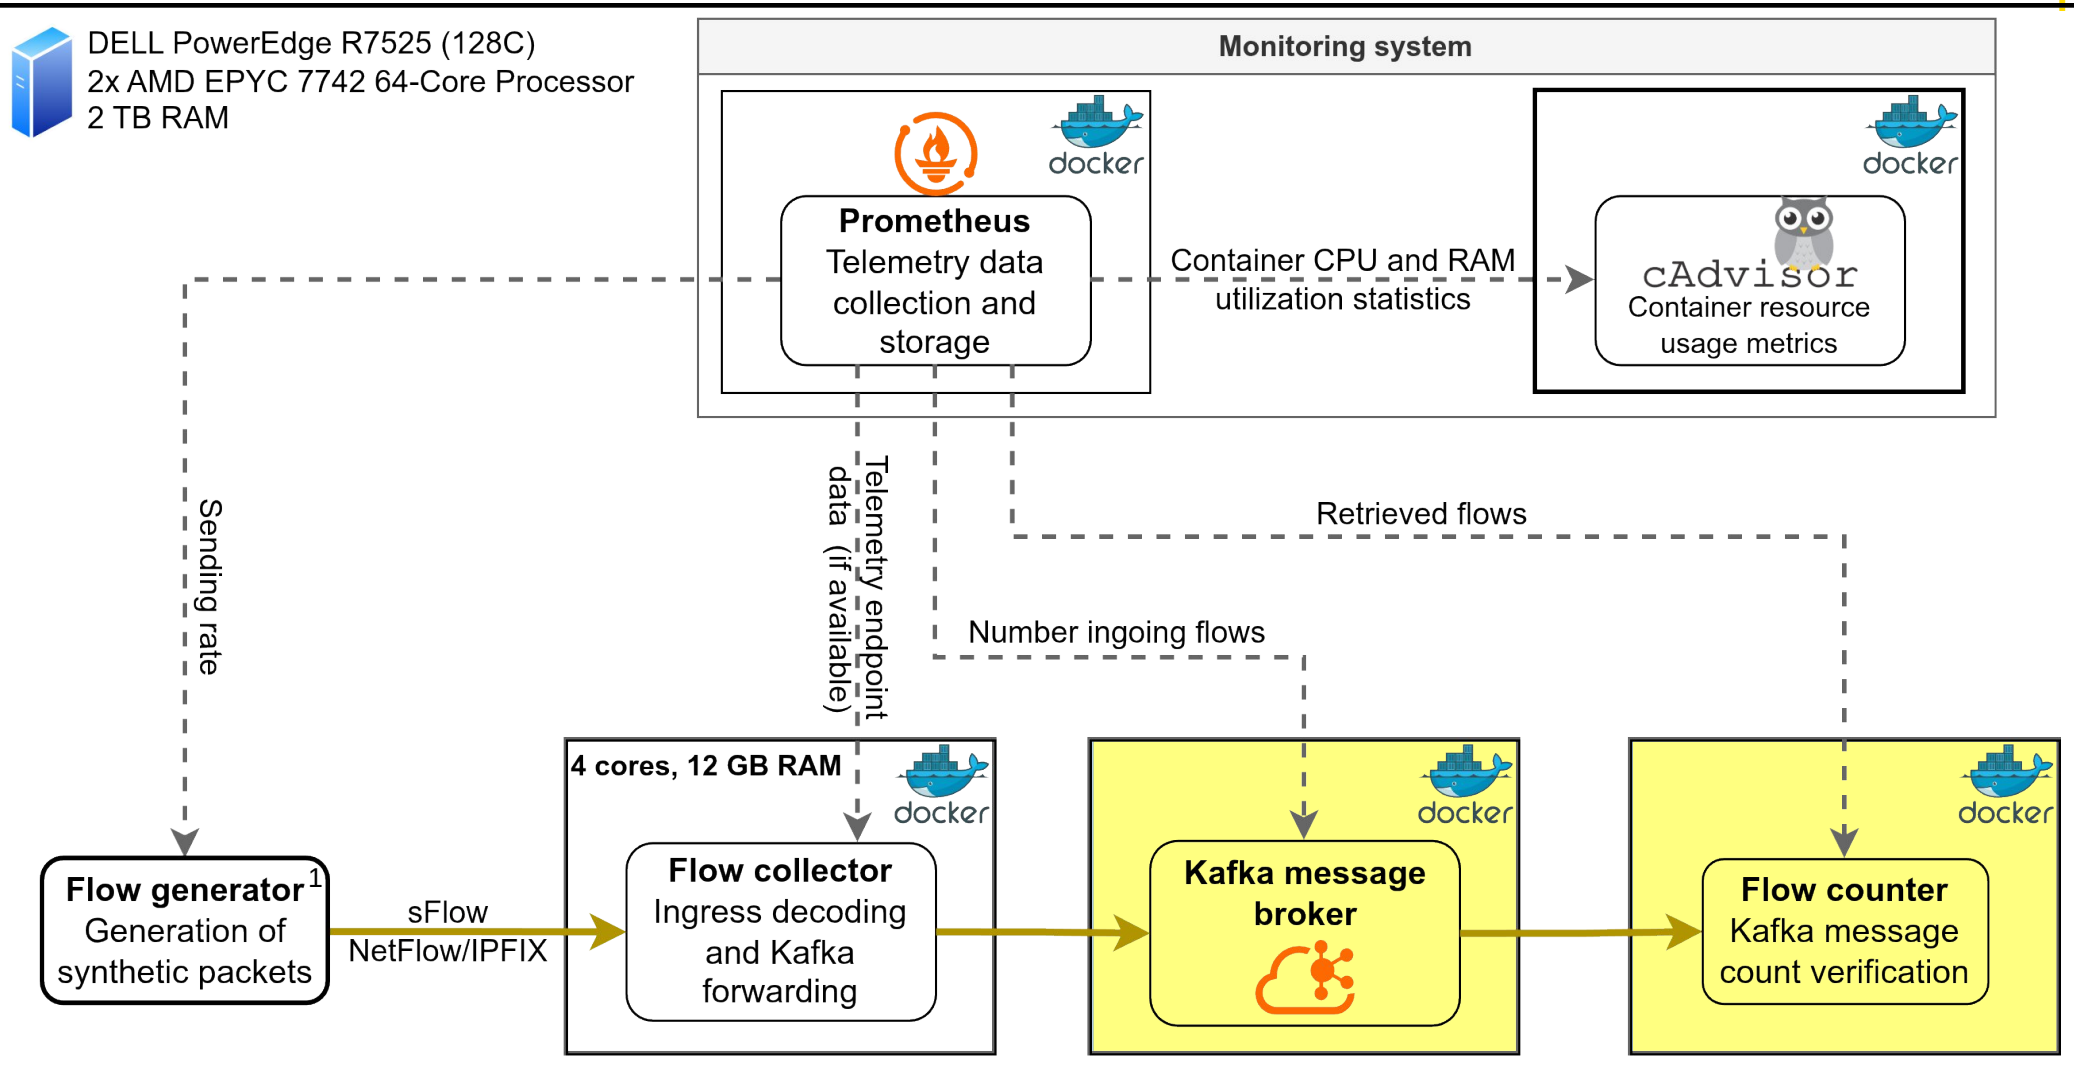 DELL PowerEdge R7525 (128C)
2x AMD EPYC 7742 64-Core Processor
2 TB RAM
Monitoring system
docker
Prometheus
Telemetry data
collection and
storage
Container CPU and RAM
utilization statistics
docker
cAdvisor
Container resource
usage metrics
Sending rate
Telemetry endpoint
data (if available)
Number ingoing flows
Retrieved flows
Flow generator1
Generation of
synthetic packets
sFlow
NetFlow/IPFIX
4 cores, 12 GB RAM
docker
Flow collector
Ingress decoding
and Kafka
forwarding
docker
Kafka message
broker
docker
Flow counter
Kafka message
count verification